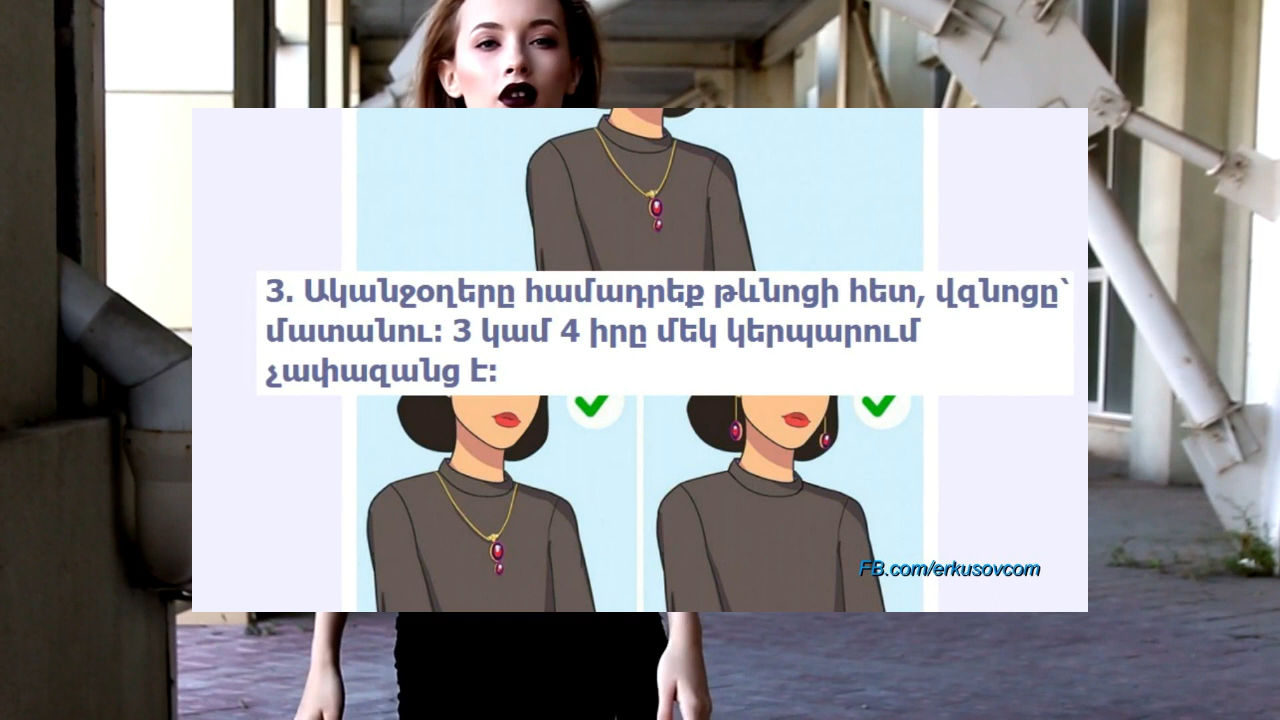 3. Ականջօղերը համադրեք թևնոցի հետ, վզնոցը՝
մատանու: 3 կամ 4 իրը մեկ կերպարում
չափազանց է:
FB.com/erkusovcom